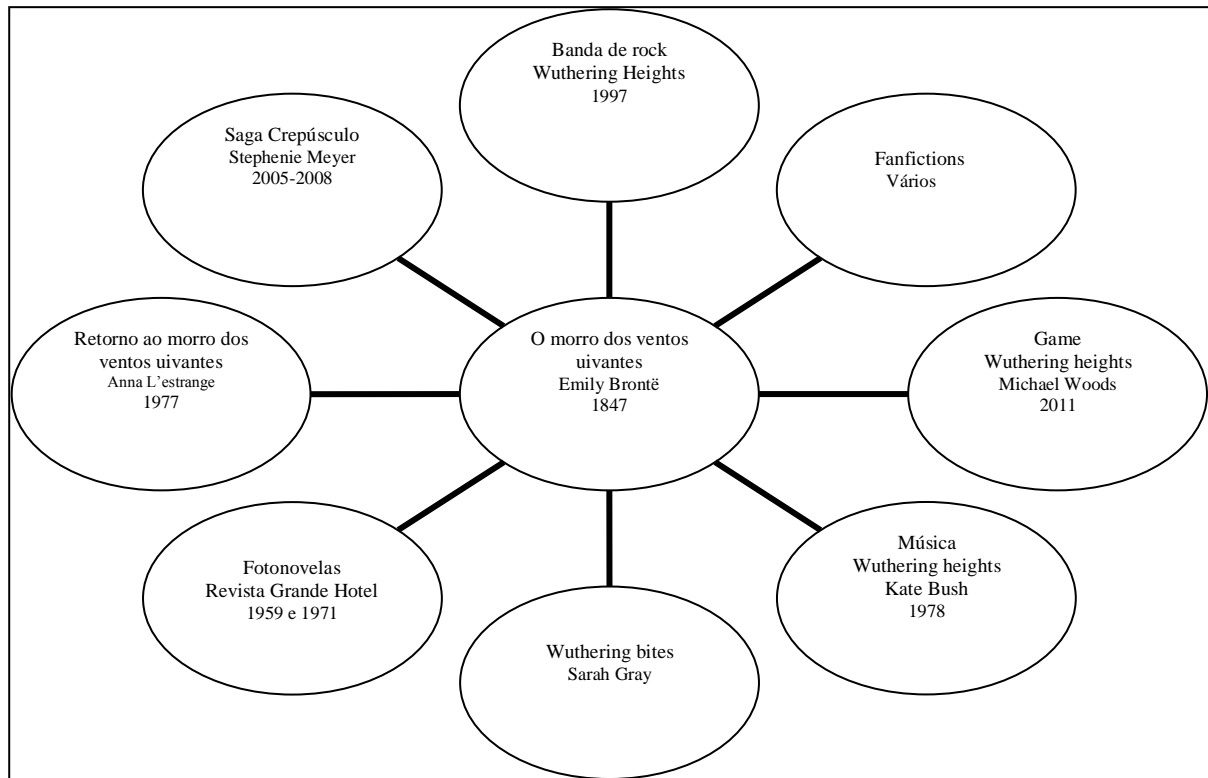 Banda de rock
Wuthering Heights
1997
Saga Crepúsculo
Stephenie Meyer
2005-2008
Fanfictions
Vários
Retorno ao morro dos
ventos uivantes
Anna L’estrange
1977
O morro dos ventos
uivantes
Emily Brontë
1847
Game
Wuthering heights
Michael Woods
2011
Fotonovelas
Revista Grande Hotel
1959 e 1971
Música
Wuthering heights
Kate Bush
1978
Wuthering bites
Sarah Gray